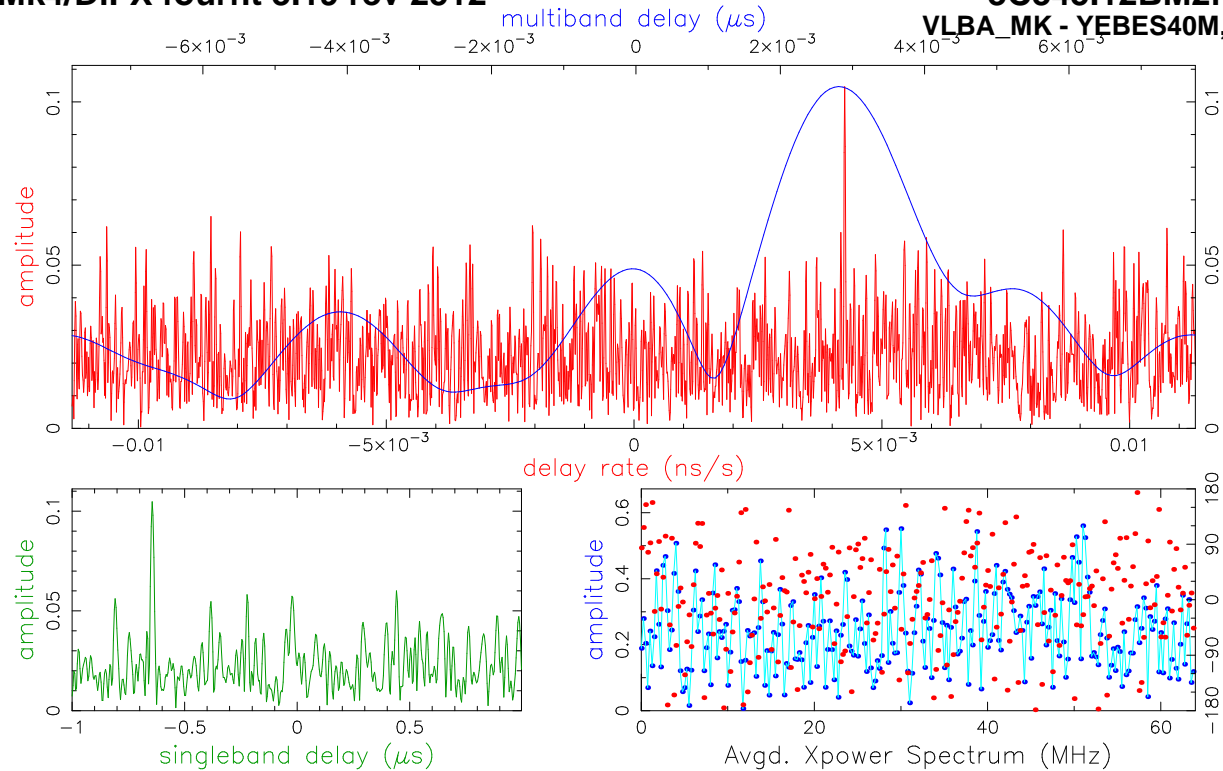 multiband delay (μs)
VLBA_MK - YEBES40M,
−6×10⁻³ −4×10⁻³ −2×10⁻³ 0 2×10⁻³ 4×10⁻³ 6×10⁻³
amplitude
0 0.05 0.1
0 0.05 0.1
−0.01 −5×10⁻³ 0 5×10⁻³ 0.01
delay rate (ns/s)
amplitude
0 0.05 0.1
−1 −0.5 0 0.5
singleband delay (μs)
amplitude
0 0.2 0.4 0.6
−180 −90 0 90 180
0 20 40 60
Avgd. Xpower Spectrum (MHz)